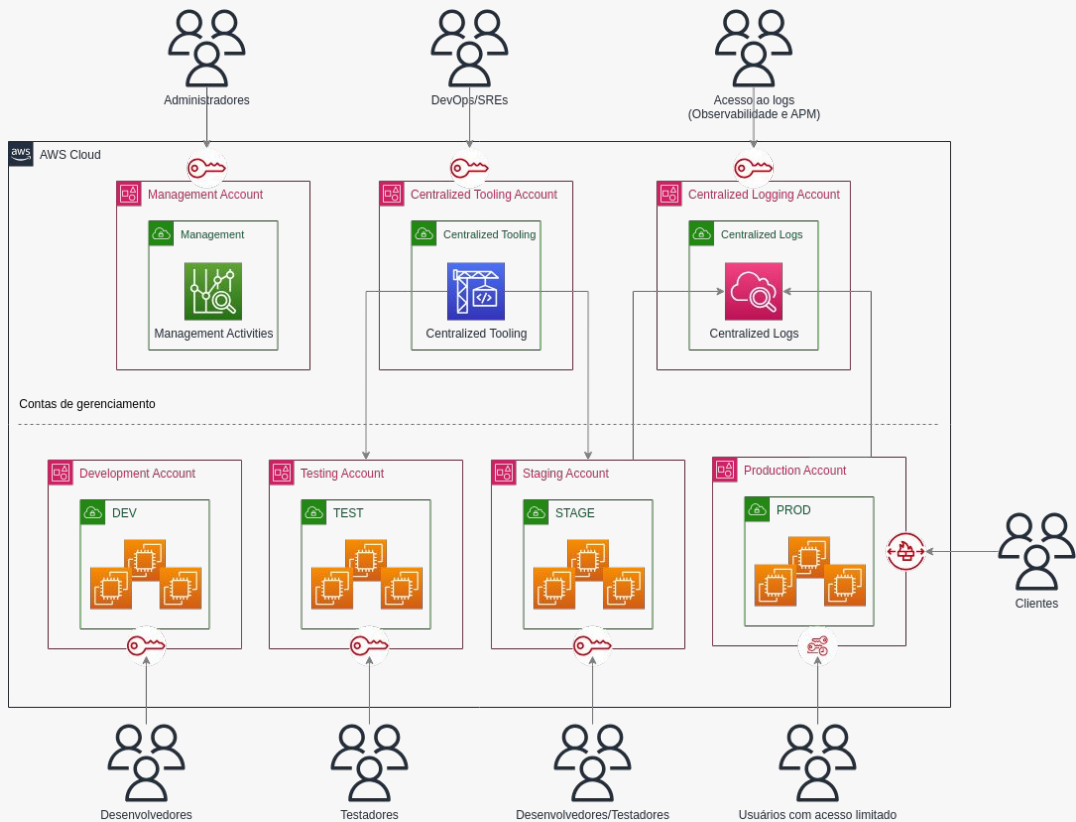 Administradores
DevOps/SREs
Acesso ao logs
(Observabilidade e APM)
aws
AWS Cloud
Management Account
Centralized Tooling Account
Centralized Logging Account
Management
Centralized Tooling
Centralized Logs
Management Activities
Centralized Tooling
Centralized Logs
Contas de gerenciamento
Development Account
Testing Account
Staging Account
Production Account
DEV
TEST
STAGE
PROD
Clientes
Desenvolvedores
Testadores
Desenvolvedores/Testadores
Usuários com acesso limitado